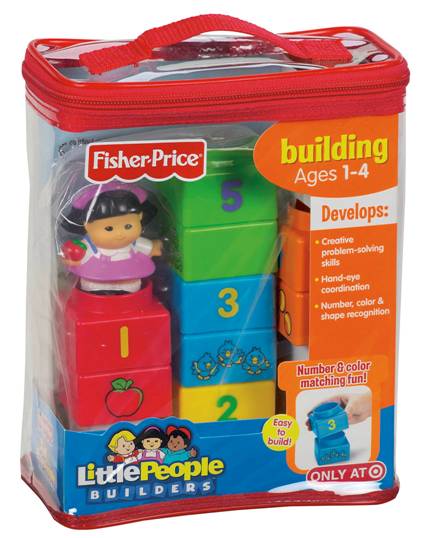 Fisher-Price®
building
Ages 1-4
Develops:
• Creative
problem-solving
skills
• Hand-eye
coordination
• Number, color &
shape recognition
5
3
1
2
Number & color
matching fun!
Easy
to build!
3
Little People
BUILDERS
ONLY AT